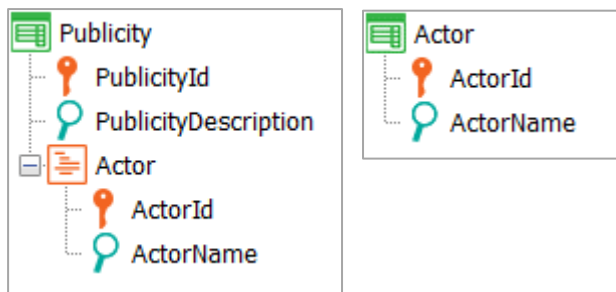 Publicity
PublicityId
PublicityDescription
Actor
ActorId
ActorName
Actor
ActorId
ActorName